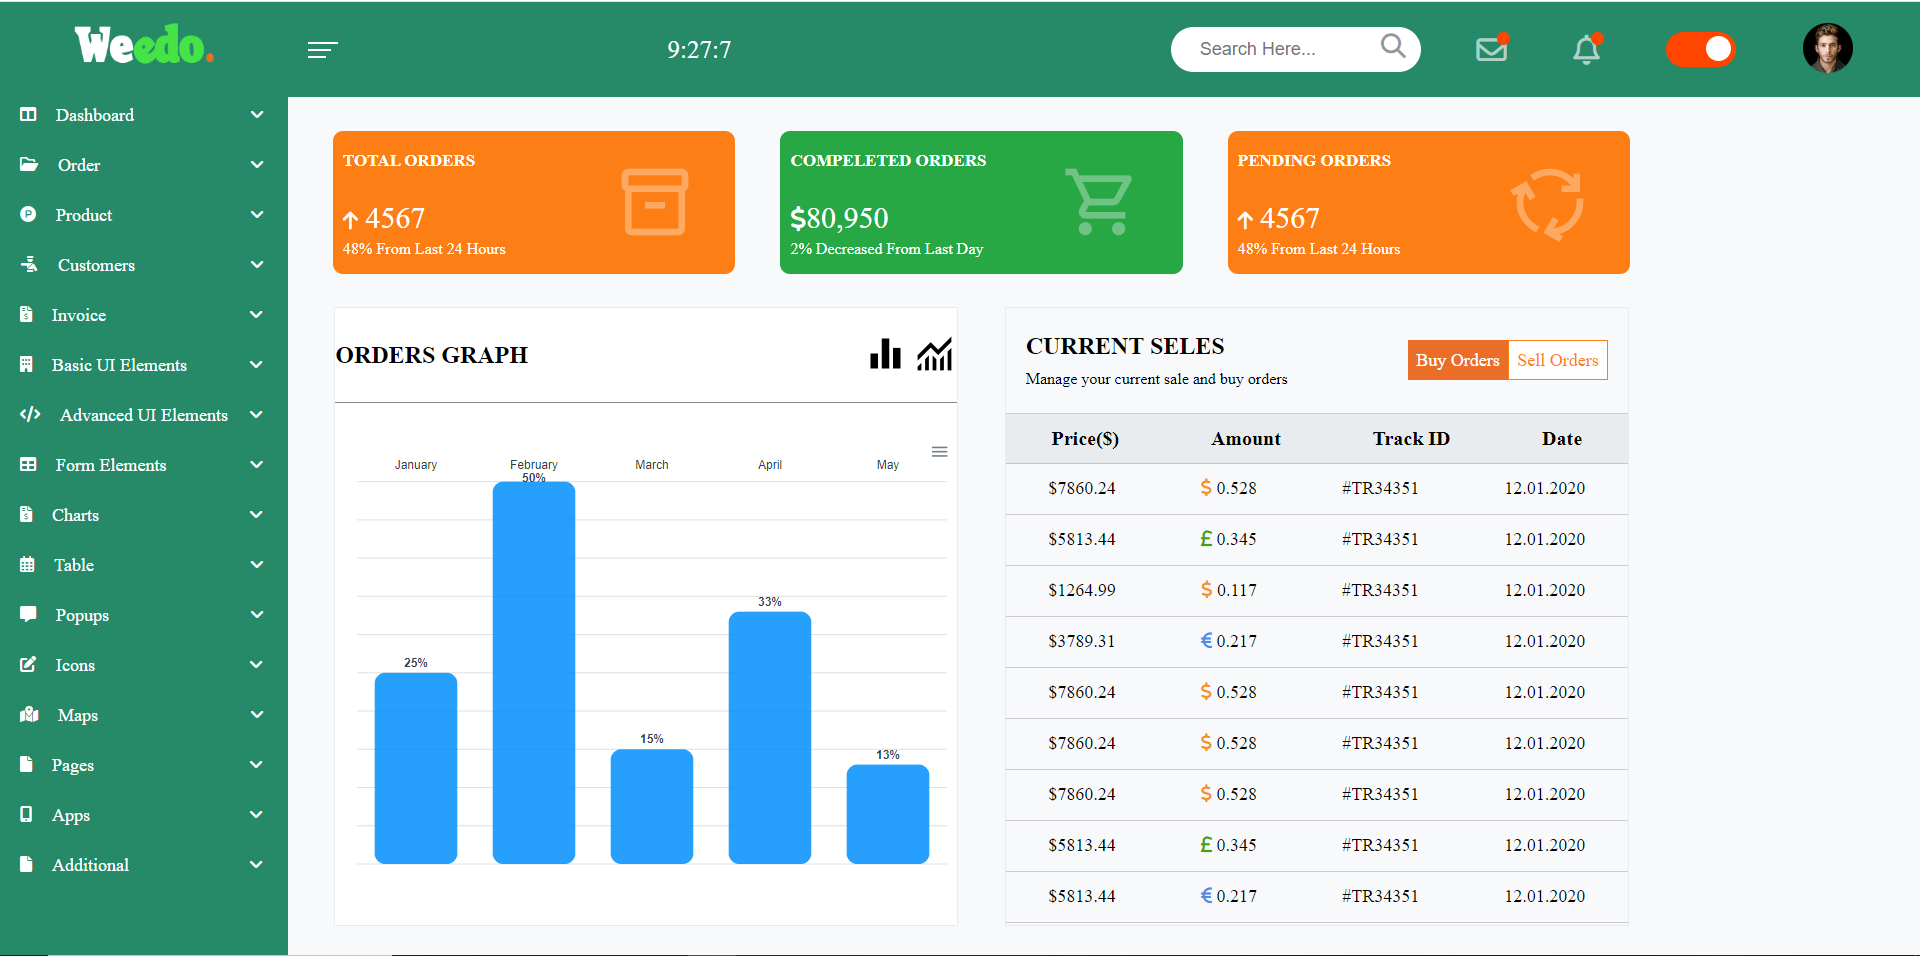 Weedo.
9:27:7
Search Here...
Dashboard
Order
Product
Customers
Invoice
Basic UI Elements
Advanced UI Elements
Form Elements
Charts
Table
Popups
Icons
Maps
Pages
Apps
Additional
TOTAL ORDERS
4567
48% From Last 24 Hours
COMPELETED ORDERS
$80,950
2% Decreased From Last Day
PENDING ORDERS
4567
48% From Last 24 Hours
ORDERS GRAPH
January February March April May
50%
33%
25%
15%
13%
CURRENT SELES
Manage your current sale and buy orders
Buy Orders Sell Orders
Price($) Amount Track ID Date
$7860.24 $ 0.528 #TR34351 12.01.2020
$5813.44 £ 0.345 #TR34351 12.01.2020
$1264.99 $ 0.117 #TR34351 12.01.2020
$3789.31 € 0.217 #TR34351 12.01.2020
$7860.24 $ 0.528 #TR34351 12.01.2020
$7860.24 $ 0.528 #TR34351 12.01.2020
$7860.24 $ 0.528 #TR34351 12.01.2020
$5813.44 £ 0.345 #TR34351 12.01.2020
$5813.44 € 0.217 #TR34351 12.01.2020